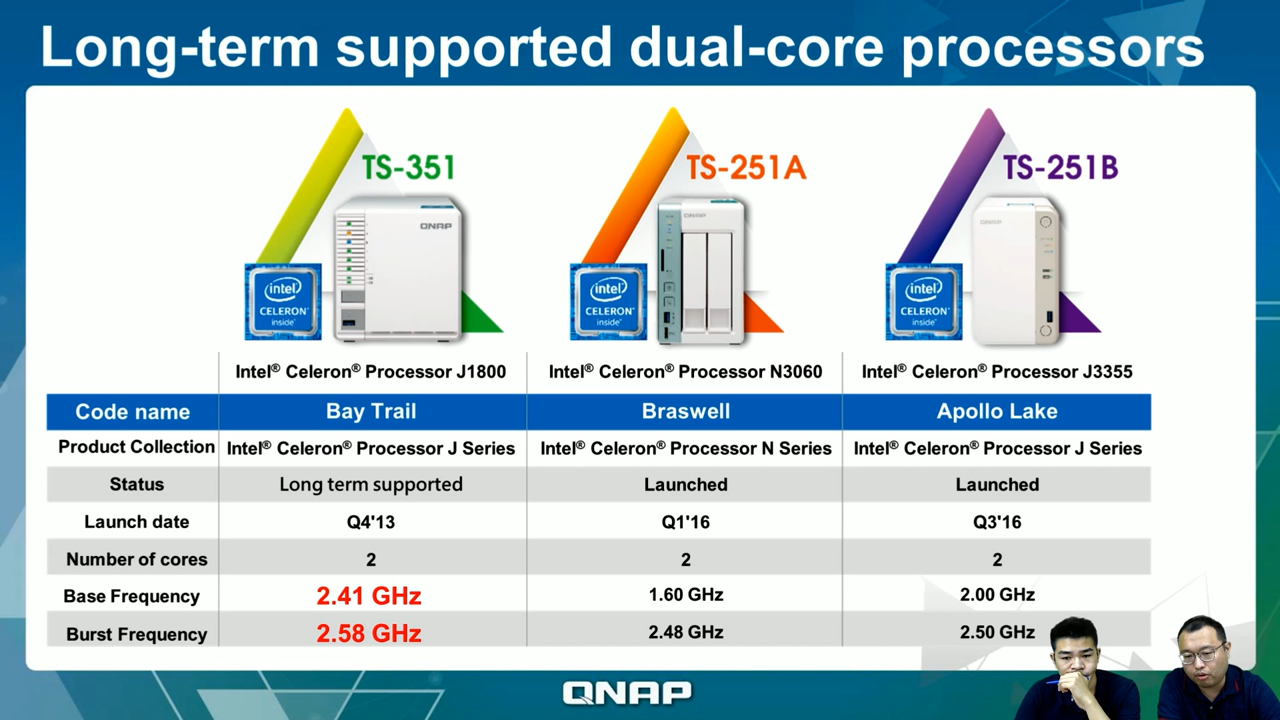 Long-term supported dual-core processors
TS-351 TS-251A TS-251B
QNAP QNAP QNAP
intel intel intel
CELERON® CELERON® CELERON®
inside™ inside™ inside™
Intel® Celeron® Processor J1800 Intel® Celeron® Processor N3060 Intel® Celeron® Processor J3355
Code name Bay Trail Braswell Apollo Lake
Product Collection Intel® Celeron® Processor J Series Intel® Celeron® Processor N Series Intel® Celeron® Processor J Series
Status Long term supported Launched Launched
Launch date Q4'13 Q1'16 Q3'16
Number of cores 2 2 2
Base Frequency 2.41 GHz 1.60 GHz 2.00 GHz
Burst Frequency 2.58 GHz 2.48 GHz 2.50 GHz
QNAP